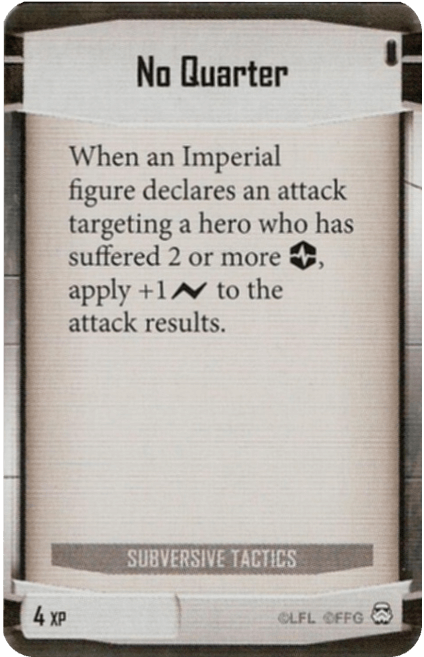 No Quarter
When an Imperial
figure declares an attack
targeting a hero who has
suffered 2 or more ,
apply +1 to the
attack results.
SUBVERSIVE TACTICS
4 XP
©LFL ©FFG